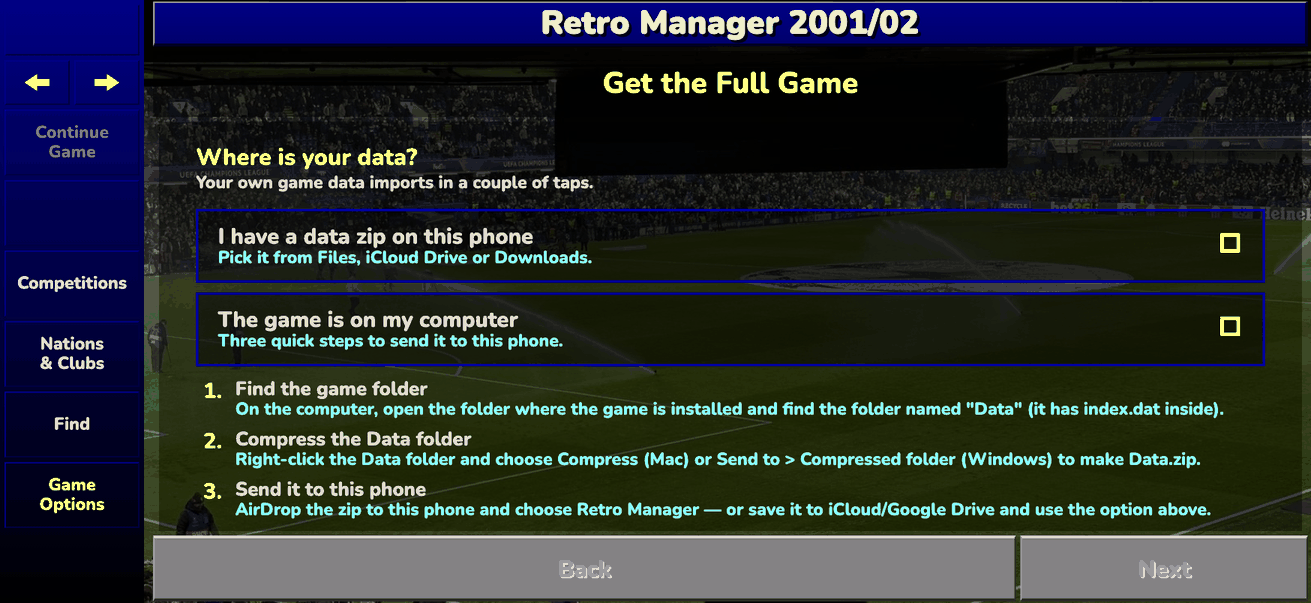 Retro Manager 2001/02
Get the Full Game
Continue
Game
Competitions
Nations
& Clubs
Find
Game
Options
Where is your data?
Your own game data imports in a couple of taps.
I have a data zip on this phone
Pick it from Files, iCloud Drive or Downloads.
The game is on my computer
Three quick steps to send it to this phone.
1. Find the game folder
On the computer, open the folder where the game is installed and find the folder named "Data" (it has index.dat inside).
2. Compress the Data folder
Right-click the Data folder and choose Compress (Mac) or Send to > Compressed folder (Windows) to make Data.zip.
3. Send it to this phone
AirDrop the zip to this phone and choose Retro Manager — or save it to iCloud/Google Drive and use the option above.
Back
Next
UEFA CHAMPIONS LEAGUE
UEFA CHAMPIONS L